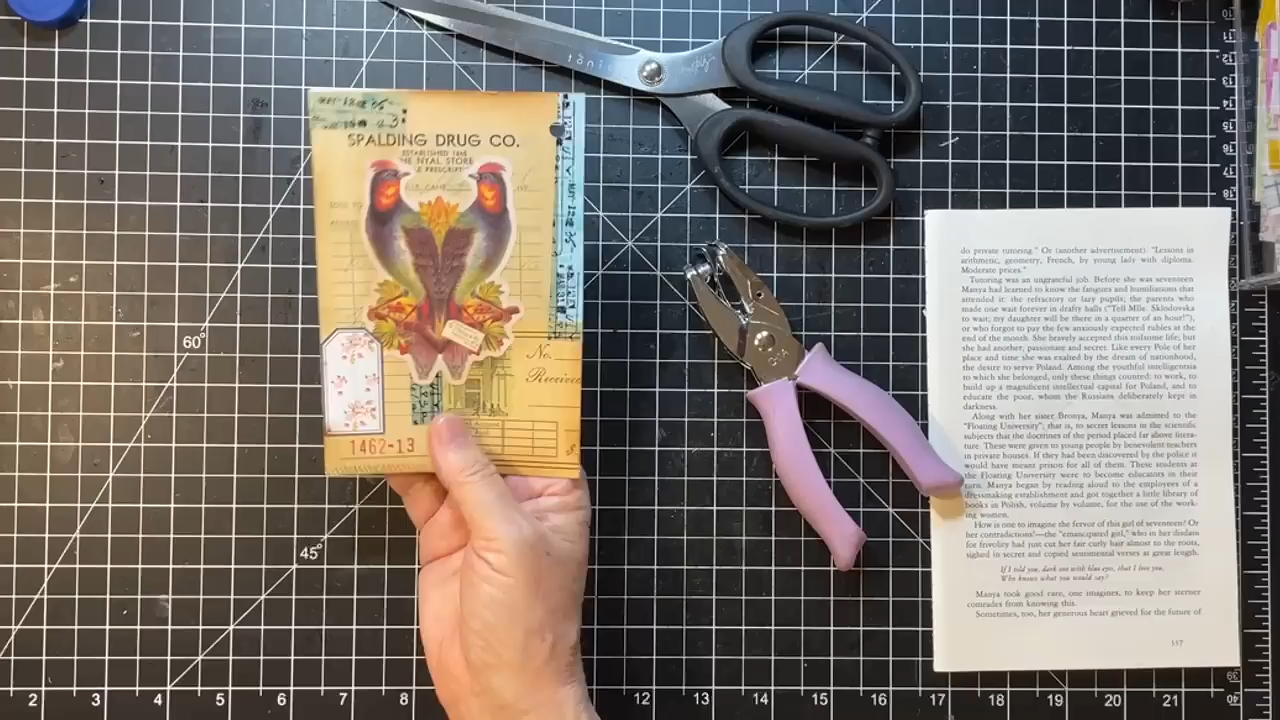 SPALDING DRUG CO.
ESTABLISHED
NYAL STORE
No.
1462-13
60°
45°
2 3 4 5 6 7 8 12 13 14 15 16 17 18 19 20 21
do private tutoring." Or (another advertisement): "Lessons in
arithmetic, geometry, French, by young lady with diploma.
Moderate prices."
Tutoring was an ungrateful job. Before she was seventeen
Manya had learned to know the fatigues and humiliations that
attended it: the refractory or lazy pupils; the parents who
made one wait forever in drafty halls ("Tell Mlle. Sklodovska
to wait; my daughter will be there in a quarter of an hour!"),
or who forgot to pay the few anxiously expected rubles at the
end of the month. She bravely accepted this toilsome life, but
she had another, passionate and secret. Like every Pole of her
place and time she was exalted by the dream of nationhood,
the desire to serve Poland. Among the youthful intelligentsia
to which she belonged, only these things counted: to work, to
build up a magnificent intellectual capital for Poland, and to
educate the poor, whom the Russians deliberately kept in
darkness.
Along with her sister Bronya, Manya was admitted to the
"Floating University"; that is, to secret lessons in the scientific
subjects that the doctrines of the period placed far above litera-
ture. These were given to young people by benevolent teachers
in private houses. If they had been discovered by the police it
would have meant prison for all of them. These students at
the Floating University were to become educators in their
turn. Manya began by reading aloud to the employees of a
dressmaking establishment and got together a little library of
books in Polish, volume by volume, for the use of the work-
ing women.
How is one to imagine the fervor of this girl of seventeen? Or
her contradictions?—the "emancipated girl," who in her disdain
for frivolity had just cut her fair curly hair almost to the roots,
sighed in secret and copied sentimental verses at great length.
If I told you, dark one with blue eyes, that I love you,
Who knows what you would say?
Manya took good care, one imagines, to keep her sterner
comrades from knowing this.
Sometimes, too, her generous heart grieved for the future of